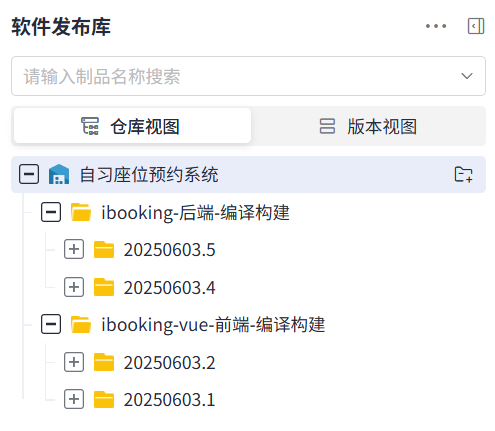 软件发布库
请输入制品名称搜索
仓库视图 版本视图
自习座位预约系统
ibooking-后端-编译构建
20250603.5
20250603.4
ibooking-vue-前端-编译构建
20250603.2
20250603.1